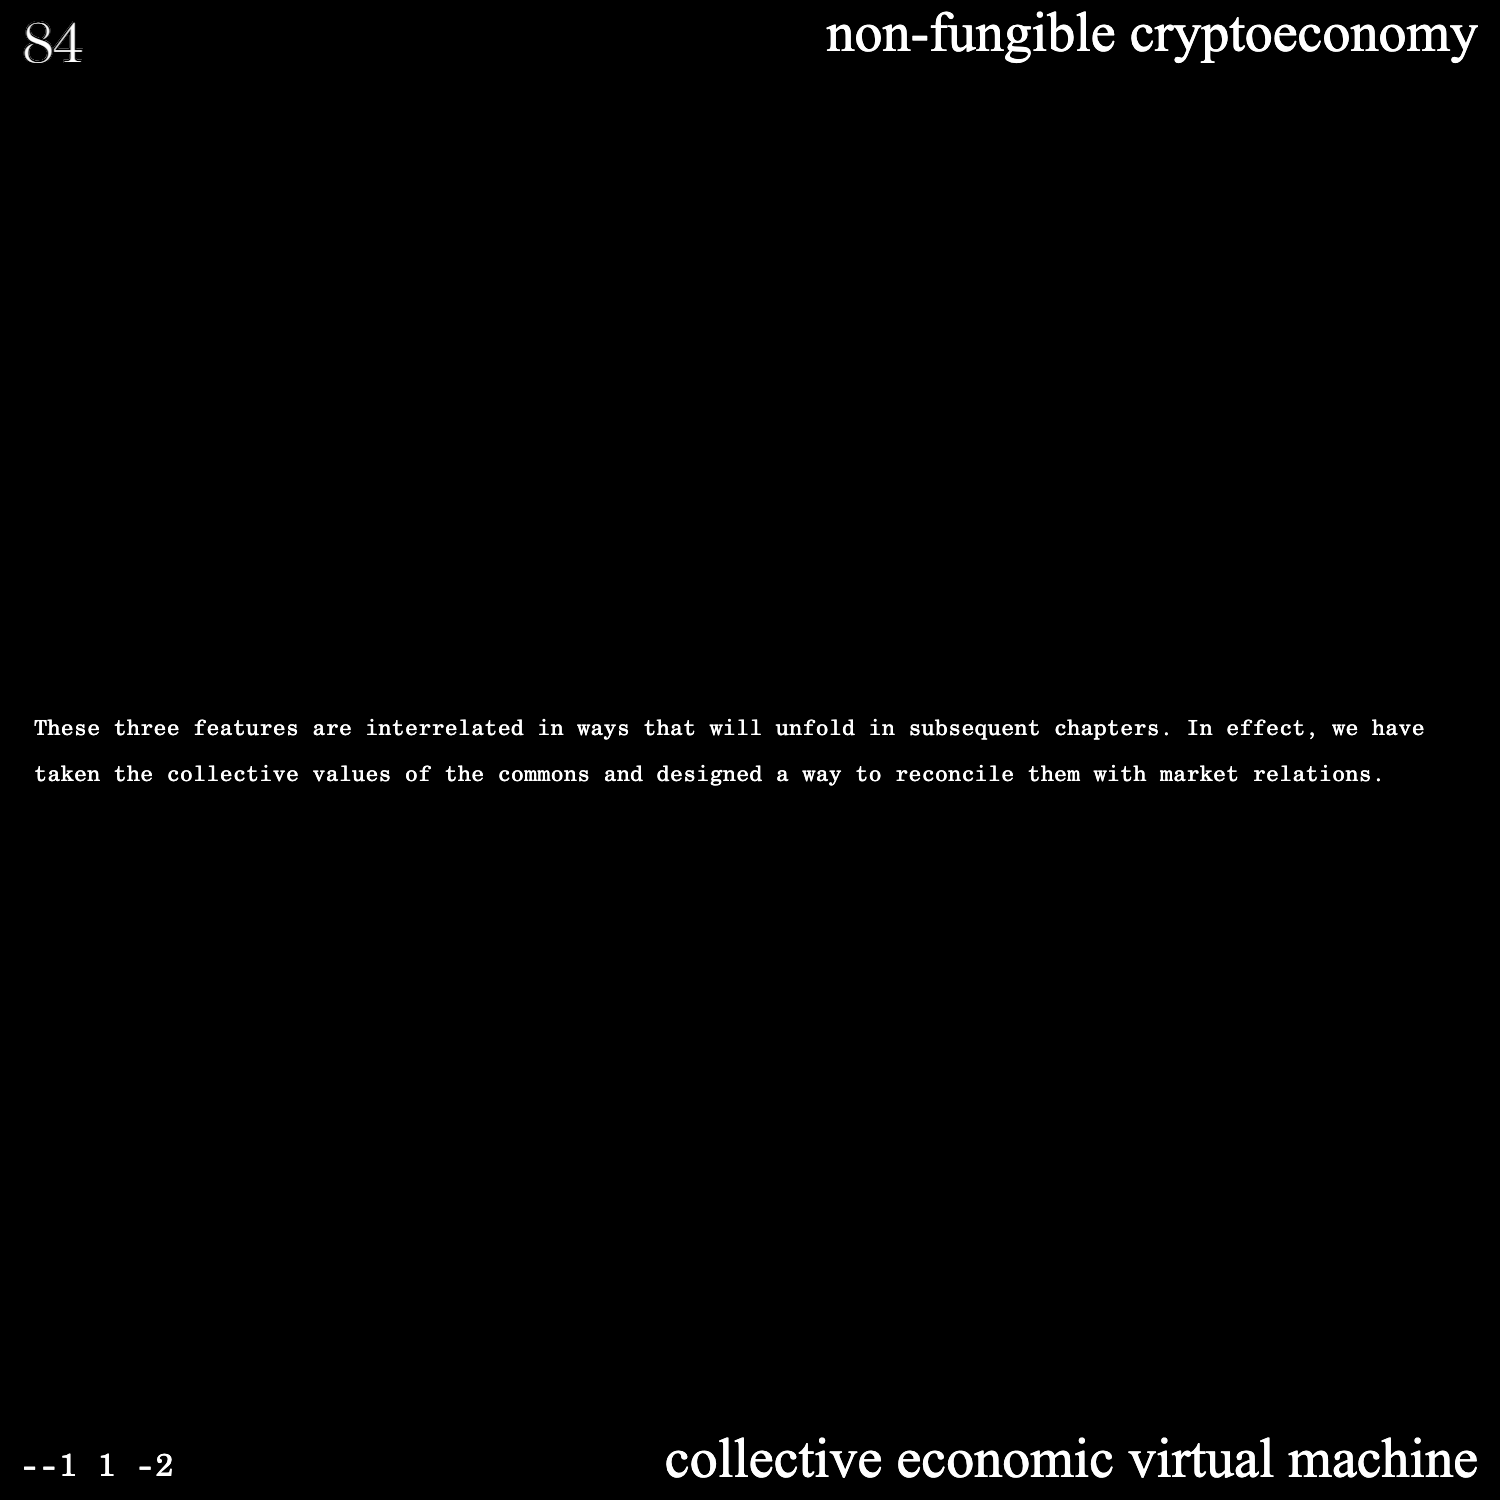 84
non-fungible cryptoeconomy
These three features are interrelated in ways that will unfold in subsequent chapters. In effect, we have
taken the collective values of the commons and designed a way to reconcile them with market relations.
--1 1 -2
collective economic virtual machine